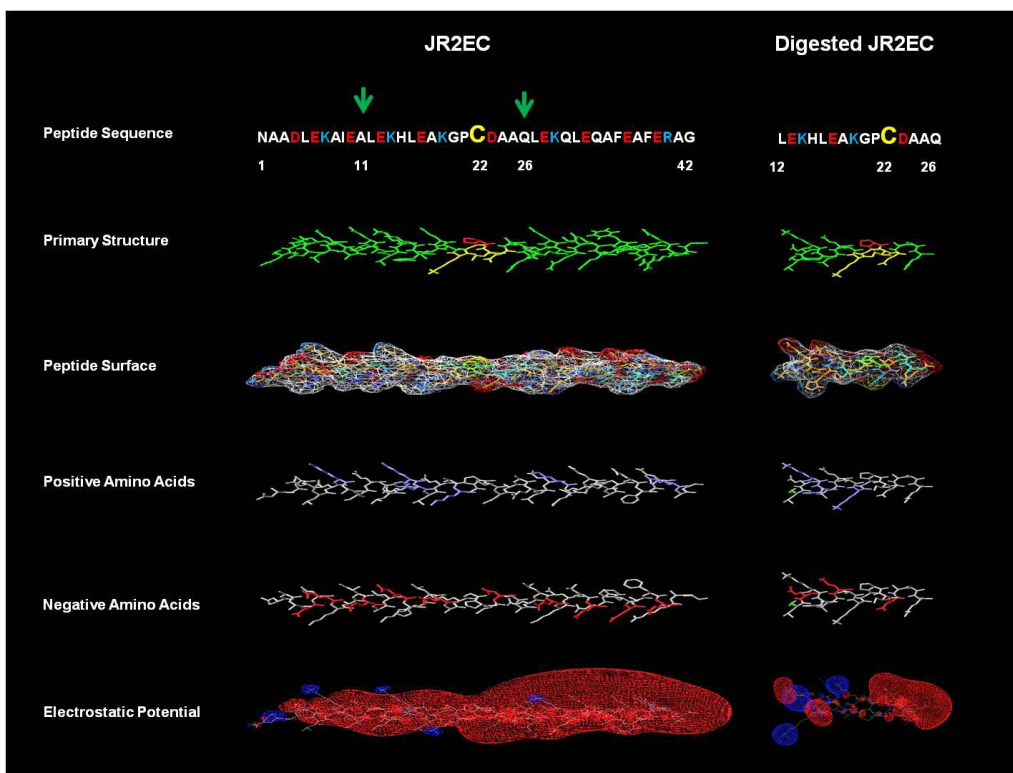 JR2EC Digested JR2EC
Peptide Sequence NAADLEKAIEALEKHLEAKGPCDAAQLEKQLEQAFEAFERAG LEKHLEAKGPCDAAQ
1 11 22 26 42 12 22 26
Primary Structure
Peptide Surface
Positive Amino Acids
Negative Amino Acids
Electrostatic Potential